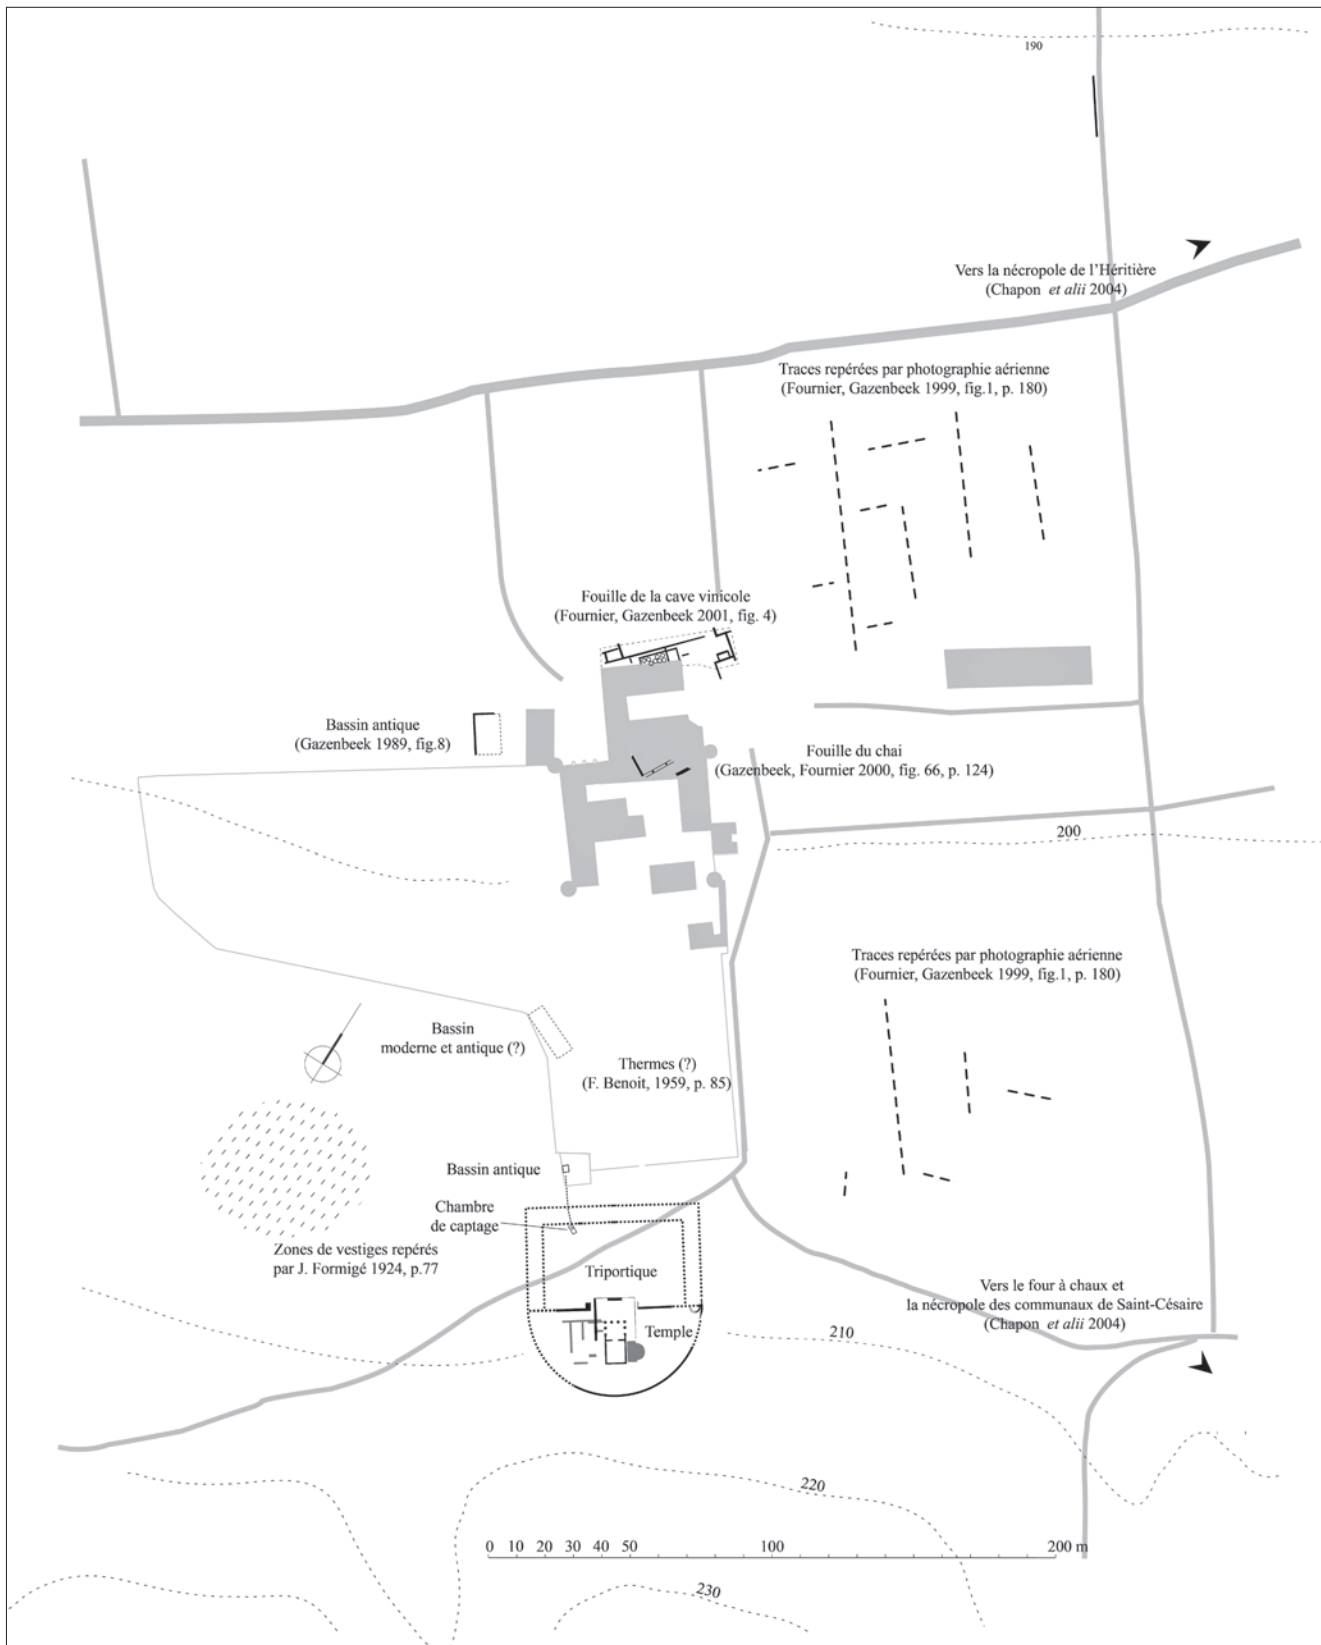 190
Vers la nécropole de l'Héritière
(Chapon et alii 2004)
Traces repérées par photographie aérienne
(Fournier, Gazenbeek 1999, fig.1, p. 180)
Fouille de la cave vinicole
(Fournier, Gazenbeek 2001, fig. 4)
Bassin antique
(Gazenbeek 1989, fig.8)
Fouille du chai
(Gazenbeek, Fournier 2000, fig. 66, p. 124)
200
Traces repérées par photographie aérienne
(Fournier, Gazenbeek 1999, fig.1, p. 180)
Bassin
moderne et antique (?)
Thermes (?)
(F. Benoit, 1959, p. 85)
Bassin antique
Chambre
de captage
Zones de vestiges repérés
par J. Formigé 1924, p.77
Triportique
Temple
Vers le four à chaux et
la nécropole des communaux de Saint-Césaire
(Chapon et alii 2004)
210
220
0 10 20 30 40 50 100 200 m
230